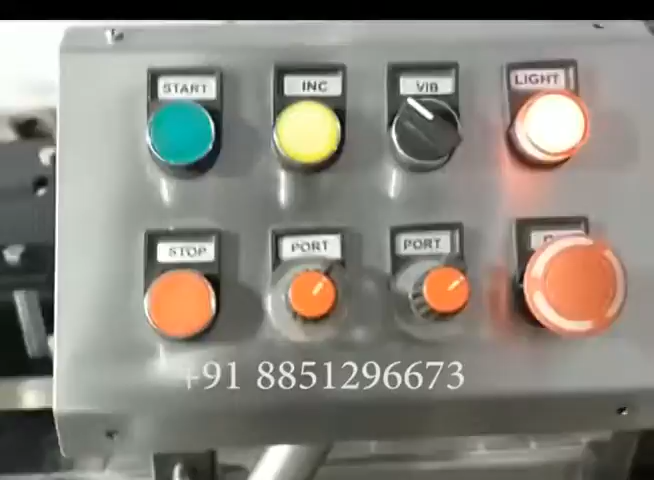 START
INC
VIB
LIGHT
STOP
PORT
PORT
+91 8851296673